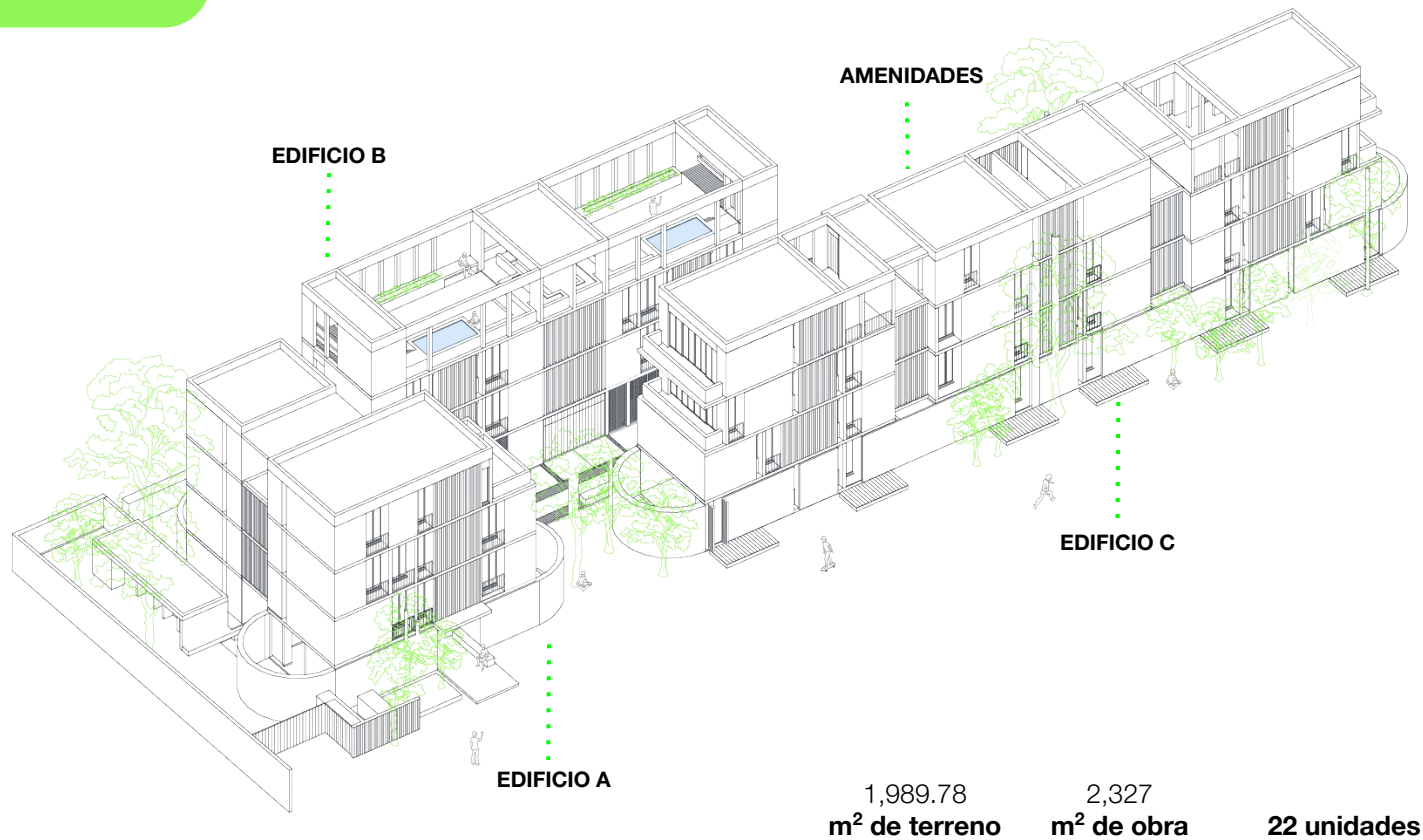 AMENIDADES
EDIFICIO B
EDIFICIO C
EDIFICIO A
1,989.78
m² de terreno
2,327
m² de obra
22 unidades